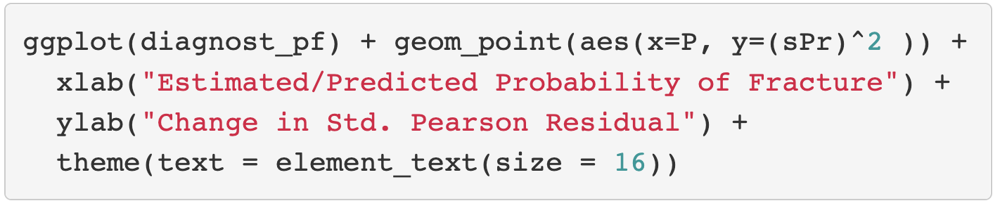 ggplot(diagnost_pf) + geom_point(aes(x=P, y=(sPr)^2 )) +
  xlab("Estimated/Predicted Probability of Fracture") +
  ylab("Change in Std. Pearson Residual") +
  theme(text = element_text(size = 16))